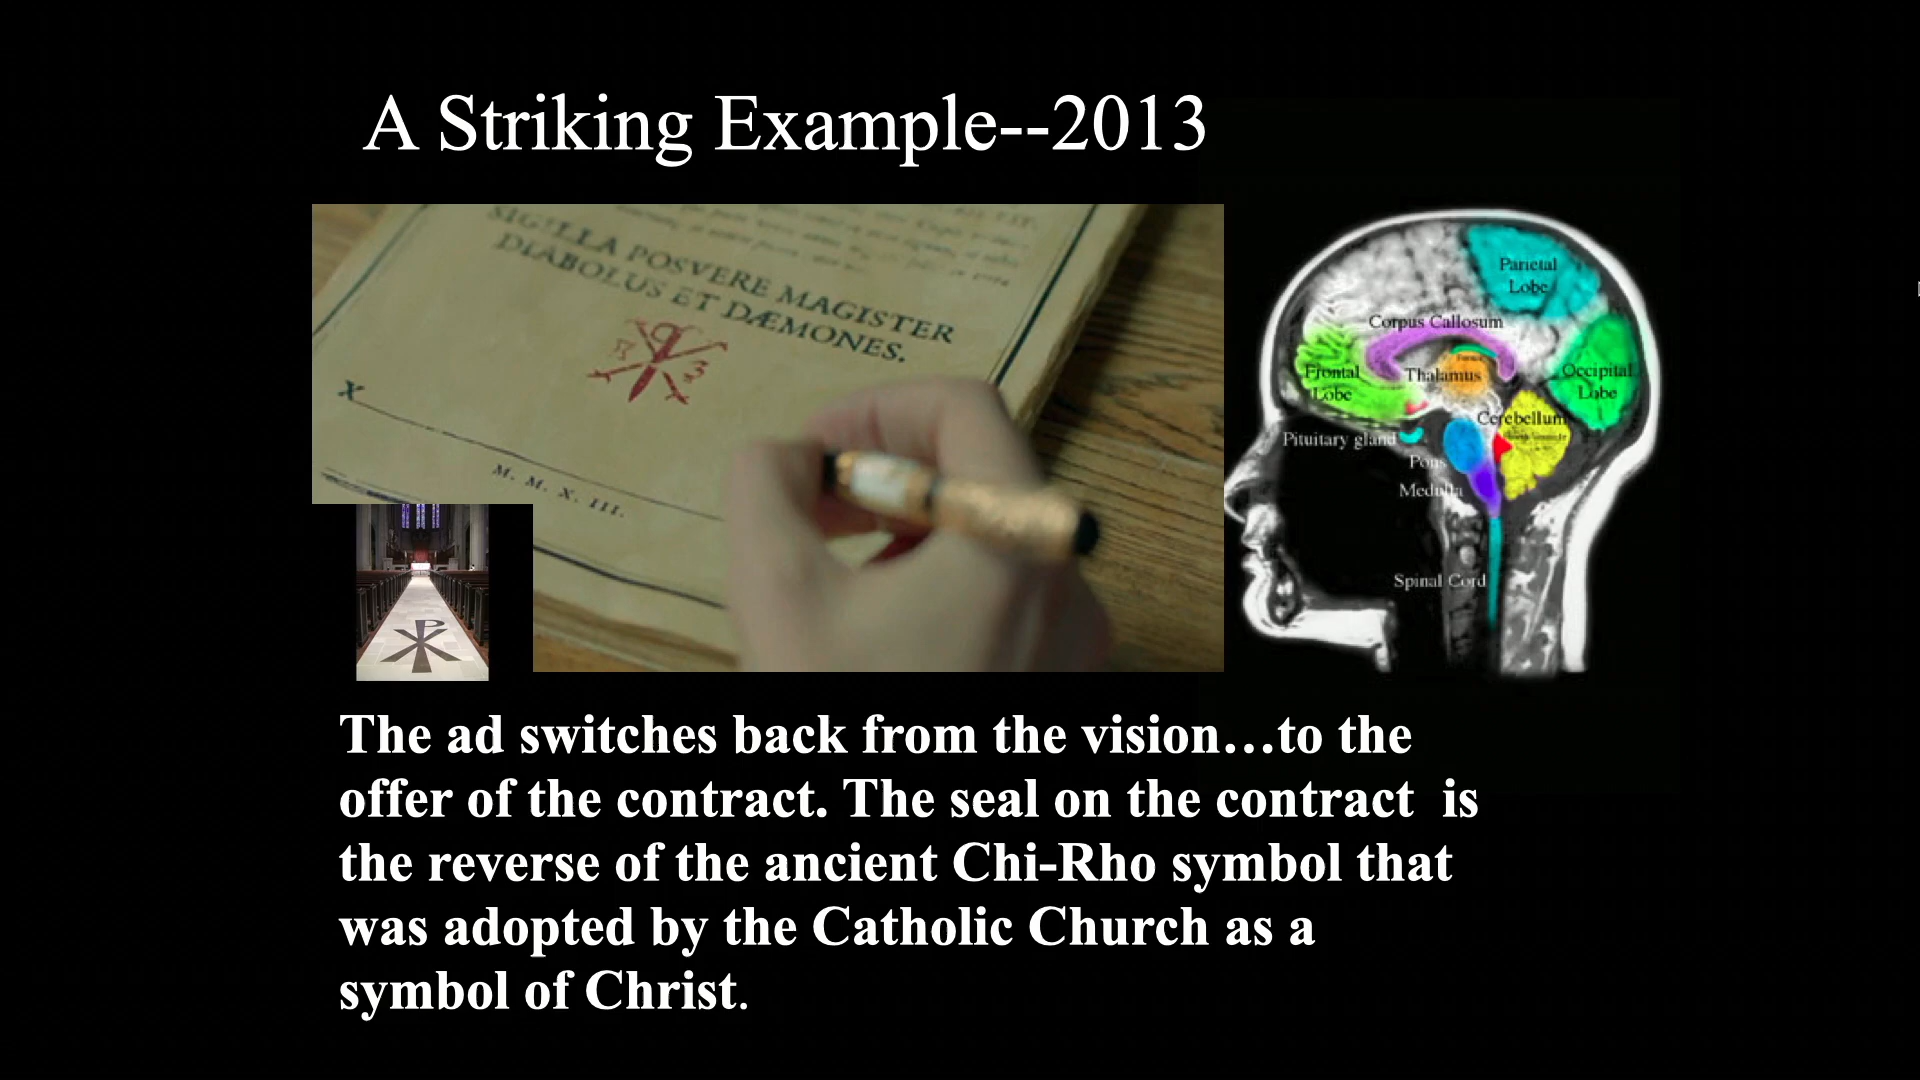 A Striking Example--2013
SIGILLA POSVERE MAGISTER
DIABOLUS ET DÆMONES.
X
M. M. X. III.
Parietal
Lobe
Corpus Callosum
Frontal
Lobe
Thalamus
Occipital
Lobe
Cerebellum
Pituitary gland
Pons
Medulla
Spinal Cord
The ad switches back from the vision…to the
offer of the contract. The seal on the contract is
the reverse of the ancient Chi-Rho symbol that
was adopted by the Catholic Church as a
symbol of Christ.